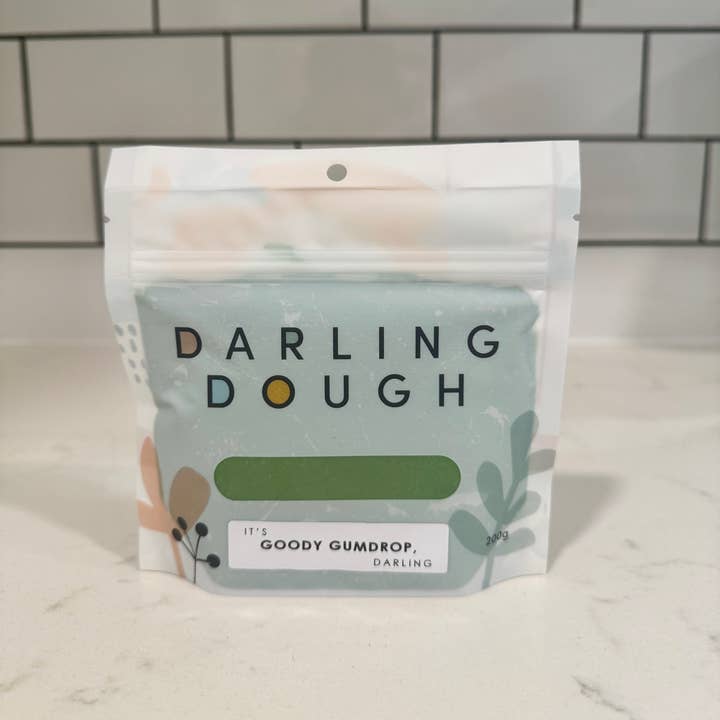 DARLING
DOUGH
IT'S
GOODY GUMDROP,
DARLING
200g